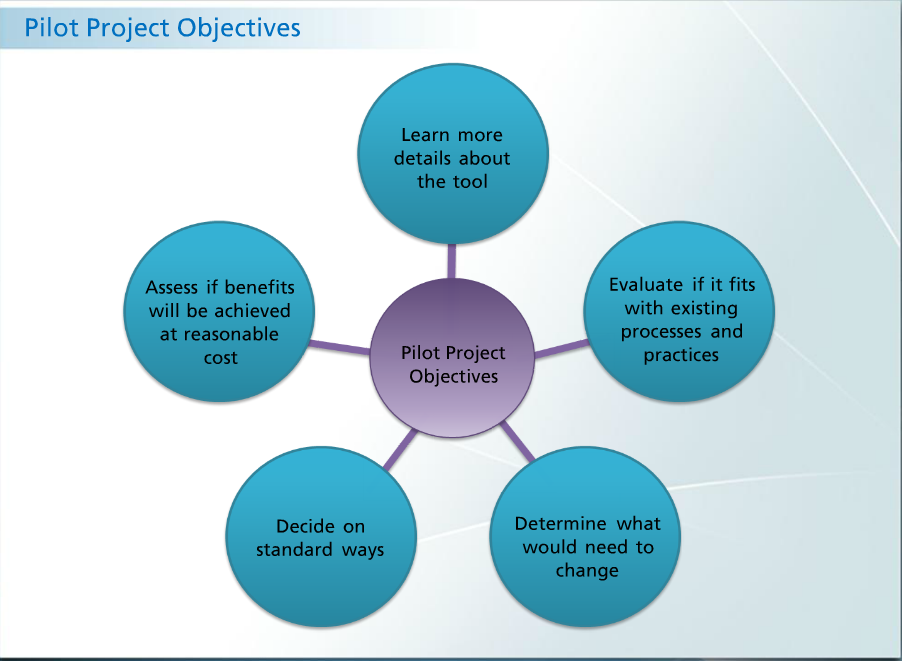 Pilot Project Objectives
Learn more
details about
the tool
Evaluate if it fits
with existing
processes and
practices
Determine what
would need to
change
Decide on
standard ways
Assess if benefits
will be achieved
at reasonable
cost
Pilot Project
Objectives